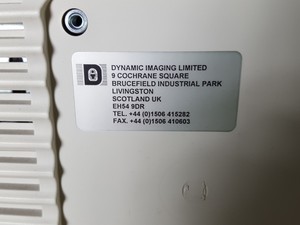 DYNAMIC IMAGING LIMITED
9 COCHRANE SQUARE
BRUCEFIELD INDUSTRIAL PARK
LIVINGSTON
SCOTLAND UK
EH54 9DR
TEL. +44 (0)1506 415282
FAX. +44 (0)1506 410603